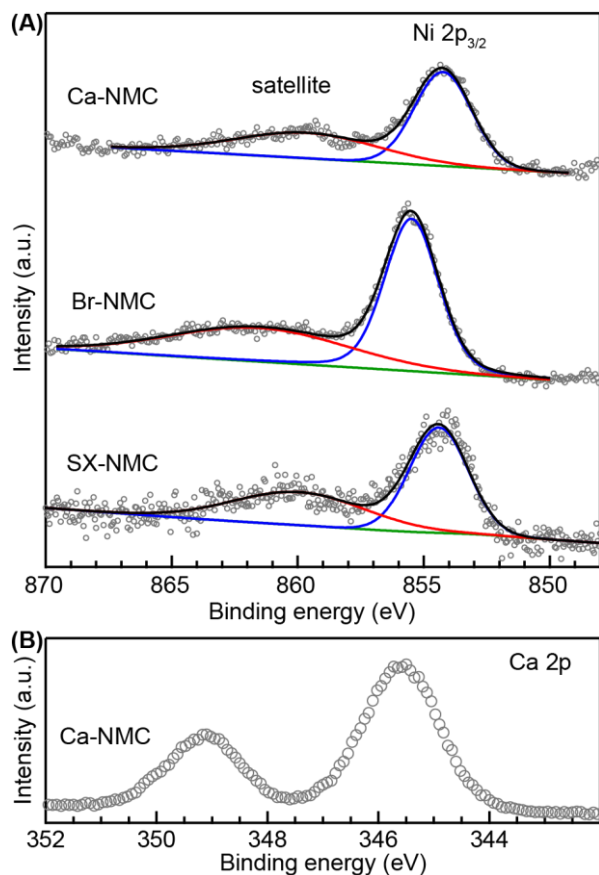 (A)
Ni 2p3/2
satellite
Ca-NMC
Br-NMC
SX-NMC
Intensity (a.u.)
870 865 860 854 850
Binding energy (eV)
(B)
Ca 2p
Ca-NMC
Intensity (a.u.)
352 350 348 346 344
Binding energy (eV)